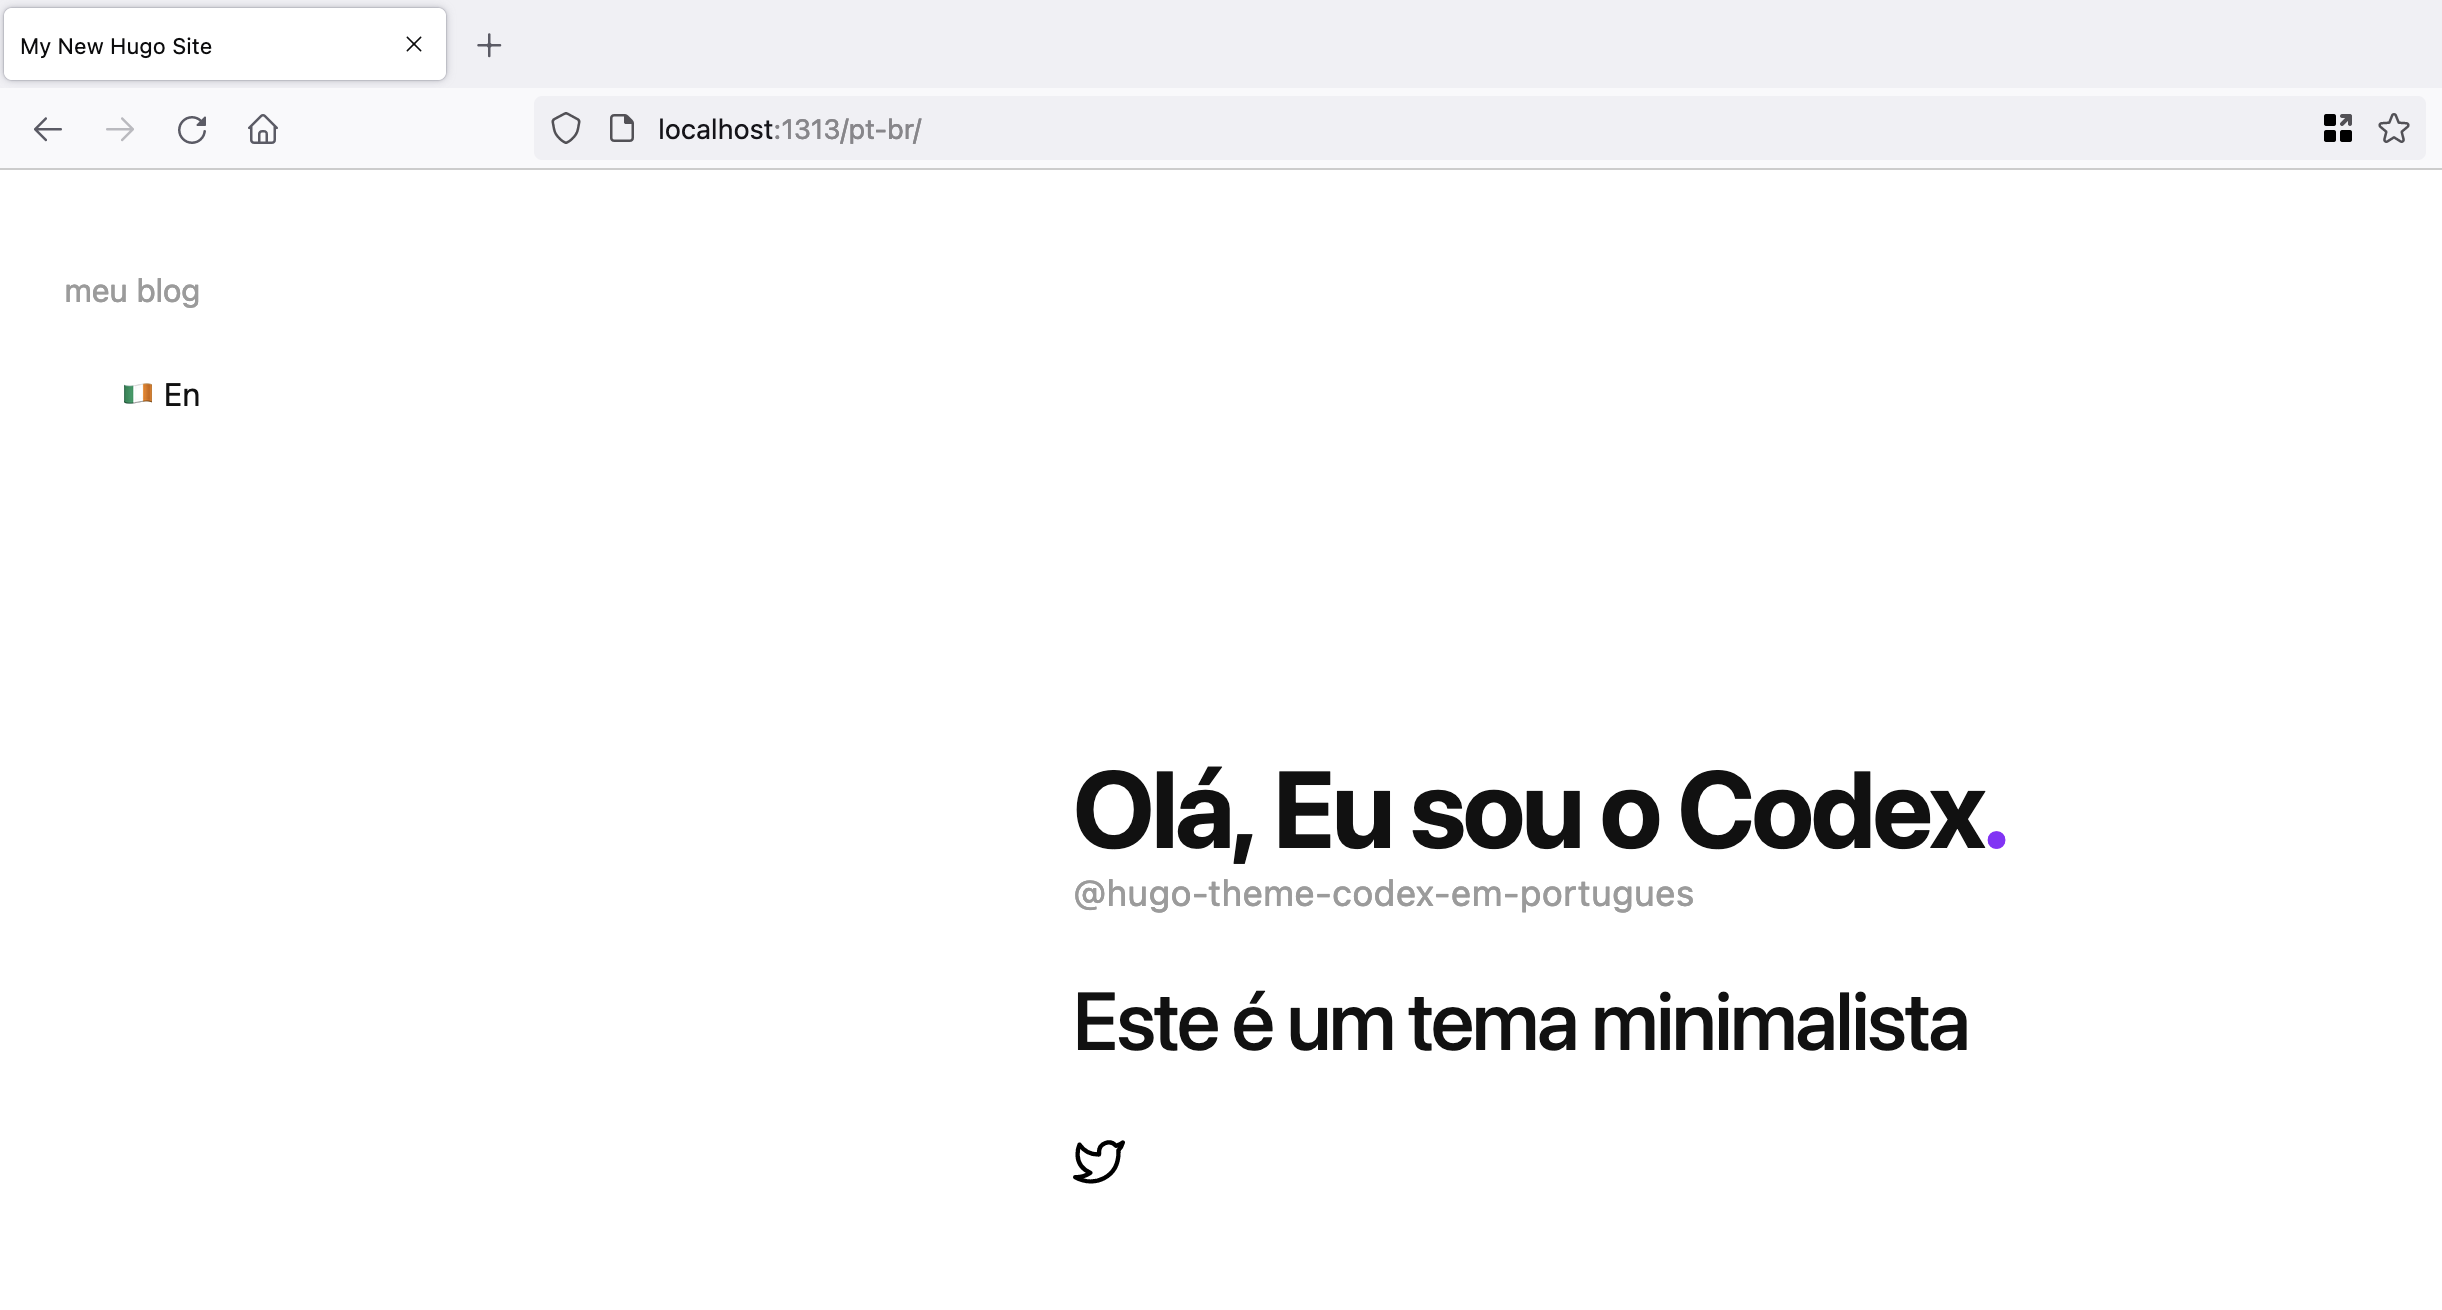 My New Hugo Site
localhost:1313/pt-br/
meu blog
🇮🇪 En
Olá, Eu sou o Codex.
@hugo-theme-codex-em-portugues
Este é um tema minimalista